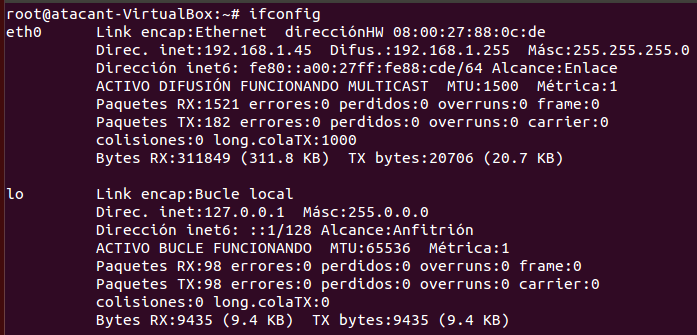 root@atacant-VirtualBox:~# ifconfig
eth0      Link encap:Ethernet  direcciónHW 08:00:27:88:0c:de
          Direc. inet:192.168.1.45  Difus.:192.168.1.255  Másc:255.255.255.0
          Dirección inet6: fe80::a00:27ff:fe88:cde/64 Alcance:Enlace
          ACTIVO DIFUSIÓN FUNCIONANDO MULTICAST  MTU:1500  Métrica:1
          Paquetes RX:1521 errores:0 perdidos:0 overruns:0 frame:0
          Paquetes TX:182 errores:0 perdidos:0 overruns:0 carrier:0
          colisiones:0 long.colaTX:1000
          Bytes RX:311849 (311.8 KB)  TX bytes:20706 (20.7 KB)
lo        Link encap:Bucle local
          Direc. inet:127.0.0.1  Másc:255.0.0.0
          Dirección inet6: ::1/128 Alcance:Anfitrión
          ACTIVO BUCLE FUNCIONANDO  MTU:65536  Métrica:1
          Paquetes RX:98 errores:0 perdidos:0 overruns:0 frame:0
          Paquetes TX:98 errores:0 perdidos:0 overruns:0 carrier:0
          colisiones:0 long.colaTX:0
          Bytes RX:9435 (9.4 KB)  TX bytes:9435 (9.4 KB)